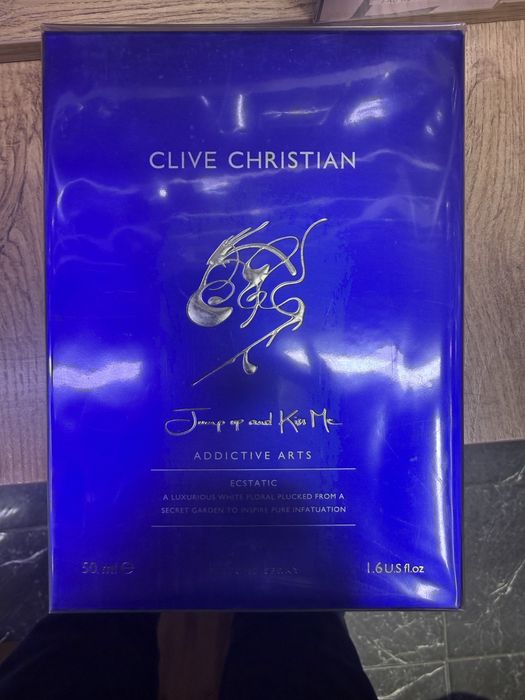 CLIVE CHRISTIAN
Jump up and Kiss Me
ADDICTIVE ARTS
ECSTATIC
A LUXURIOUS WHITE FLORAL PLUCKED FROM A
SECRET GARDEN TO INSPIRE PURE INFATUATION
50. ml ℮ SPRAY 1.6 U.S fl.oz